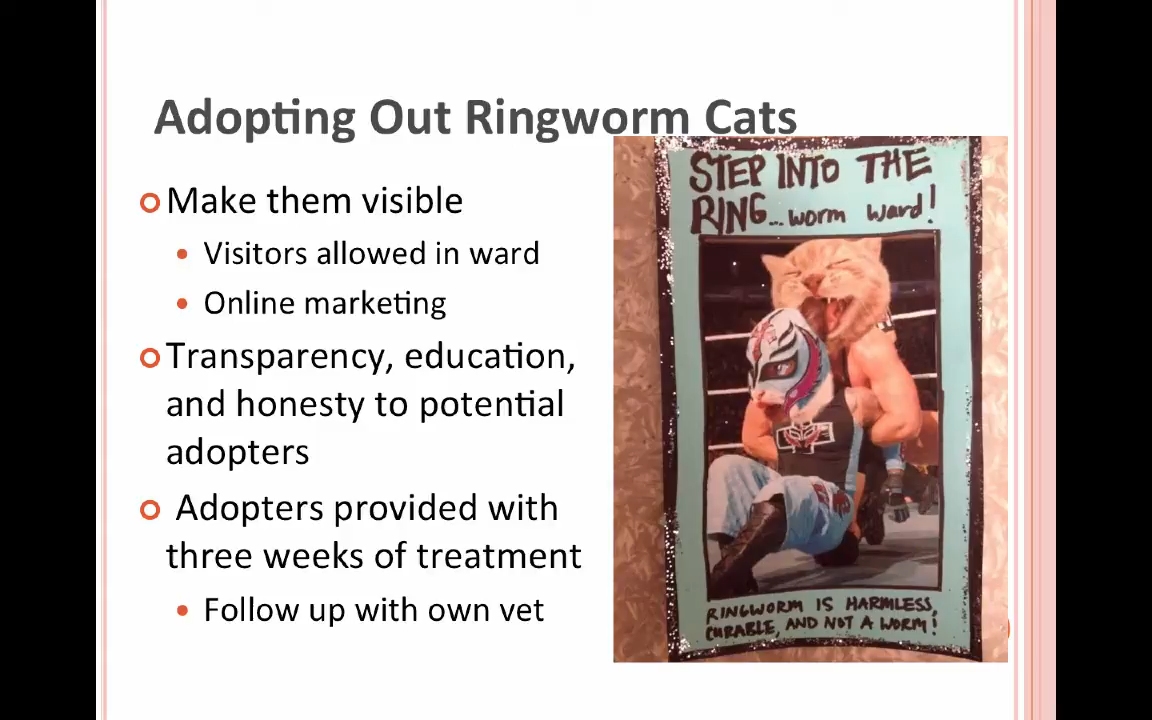 Adopting Out Ringworm Cats
Make them visible
Visitors allowed in ward
Online marketing
Transparency, education,
and honesty to potential
adopters
Adopters provided with
three weeks of treatment
Follow up with own vet
STEP INTO THE
RING...worm ward!
RINGWORM IS HARMLESS,
CURABLE, AND NOT A WORM!